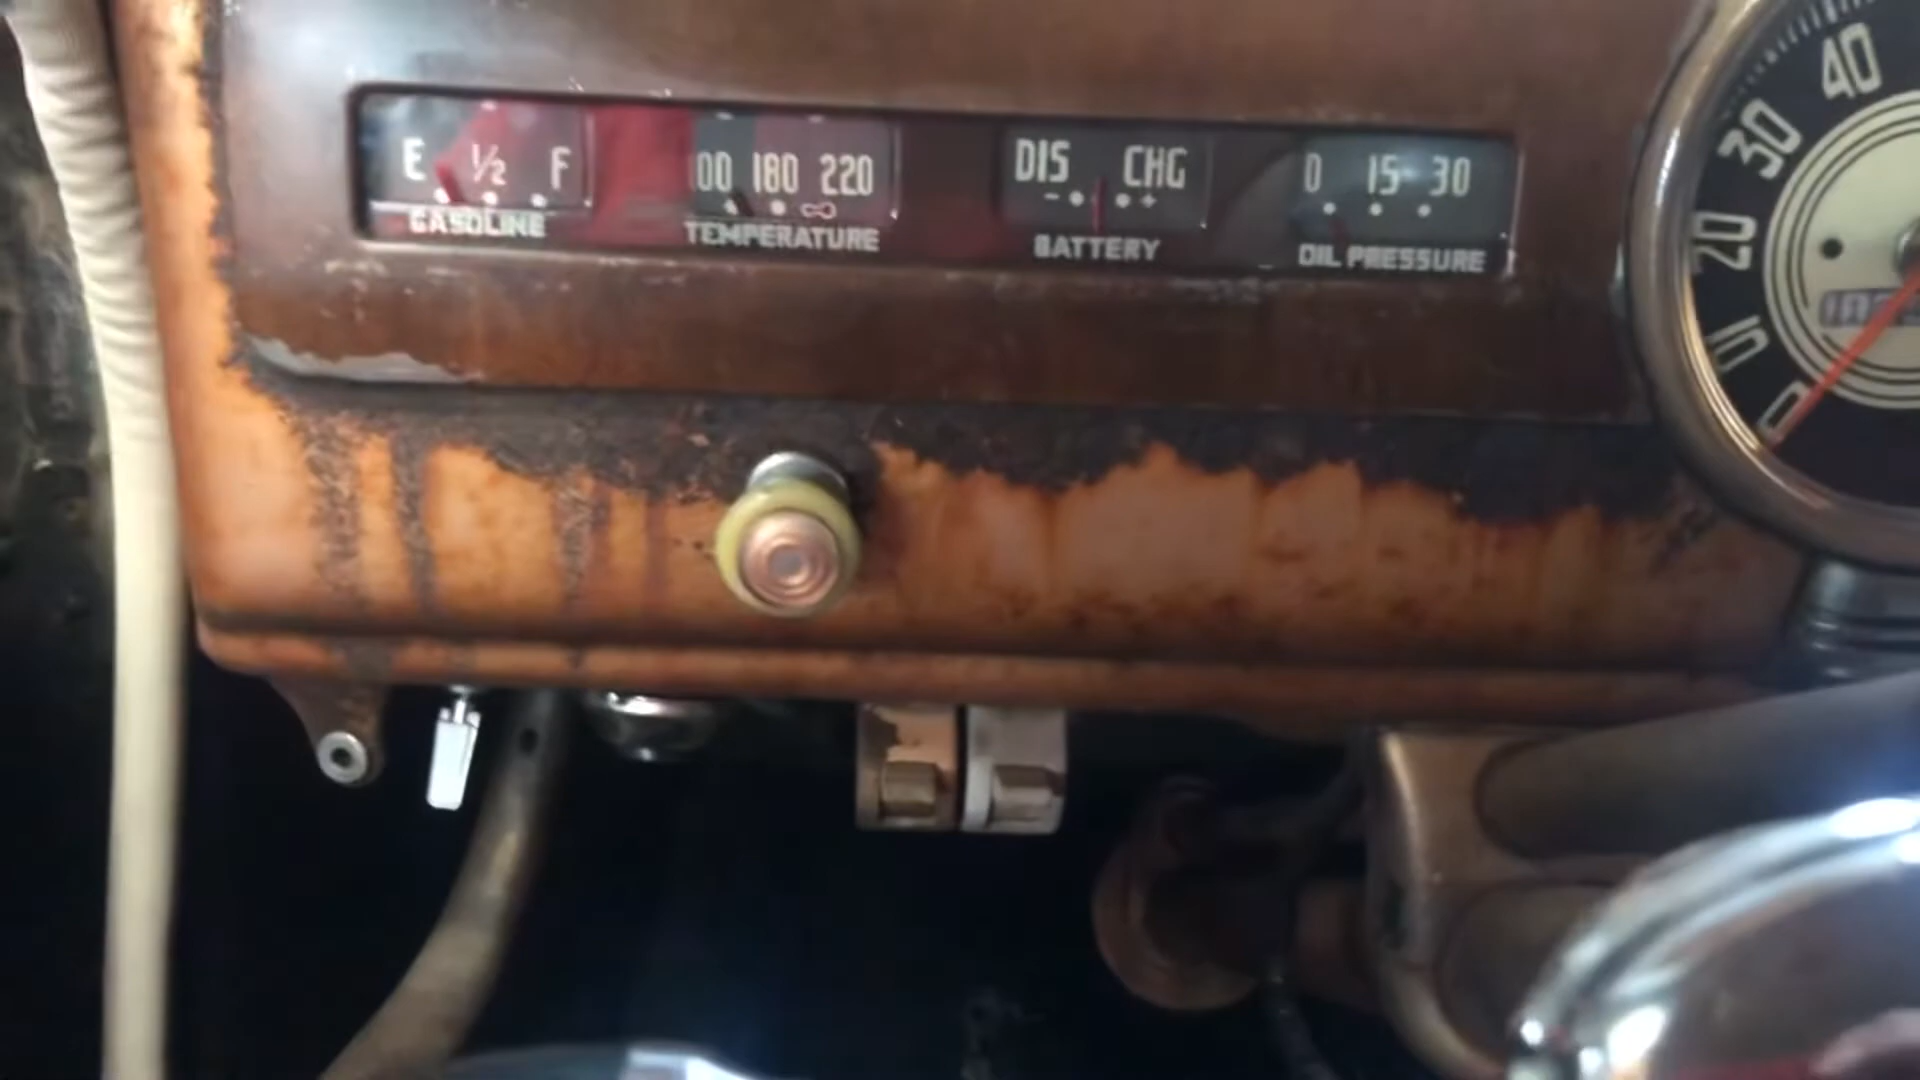 E ½ F
GASOLINE
00 180 220
TEMPERATURE
DIS CHG
- +
BATTERY
0 15 30
OIL PRESSURE
40
30
20
10
0